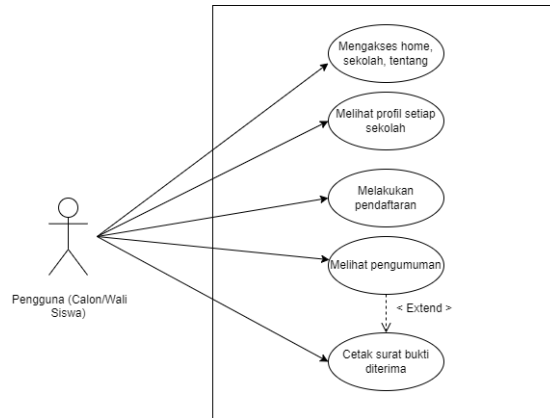 Mengakses home,
sekolah, tentang
Melihat profil setiap
sekolah
Melakukan
pendaftaran
Melihat pengumuman
Pengguna (Calon/Wali
Siswa)
< Extend >
Cetak surat bukti
diterima